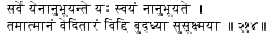 सर्वे येनानुभूयन्ते यः स्वयं नानुभूयते ।
तमात्मानं वेदितारं विद्धि बुद्ध्या सुसूक्ष्मया ॥ २१४॥